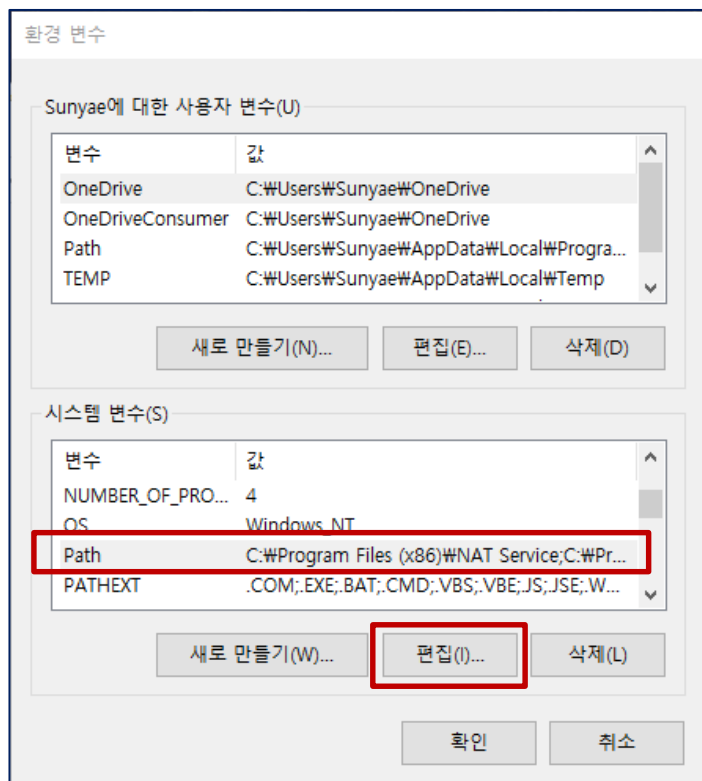 환경 변수
Sunyae에 대한 사용자 변수(U)
변수 값
OneDrive C:₩Users₩Sunyae₩OneDrive
OneDriveConsumer C:₩Users₩Sunyae₩OneDrive
Path C:₩Users₩Sunyae₩AppData₩Local₩Progra...
TEMP C:₩Users₩Sunyae₩AppData₩Local₩Temp
새로 만들기(N)... 편집(E)... 삭제(D)
시스템 변수(S)
변수 값
NUMBER_OF_PRO... 4
OS Windows_NT
Path C:₩Program Files (x86)₩NAT Service;C:₩Pr...
PATHEXT .COM;.EXE;.BAT;.CMD;.VBS;.VBE;.JS;.JSE;.W...
새로 만들기(W)... 편집(I)... 삭제(L)
확인 취소